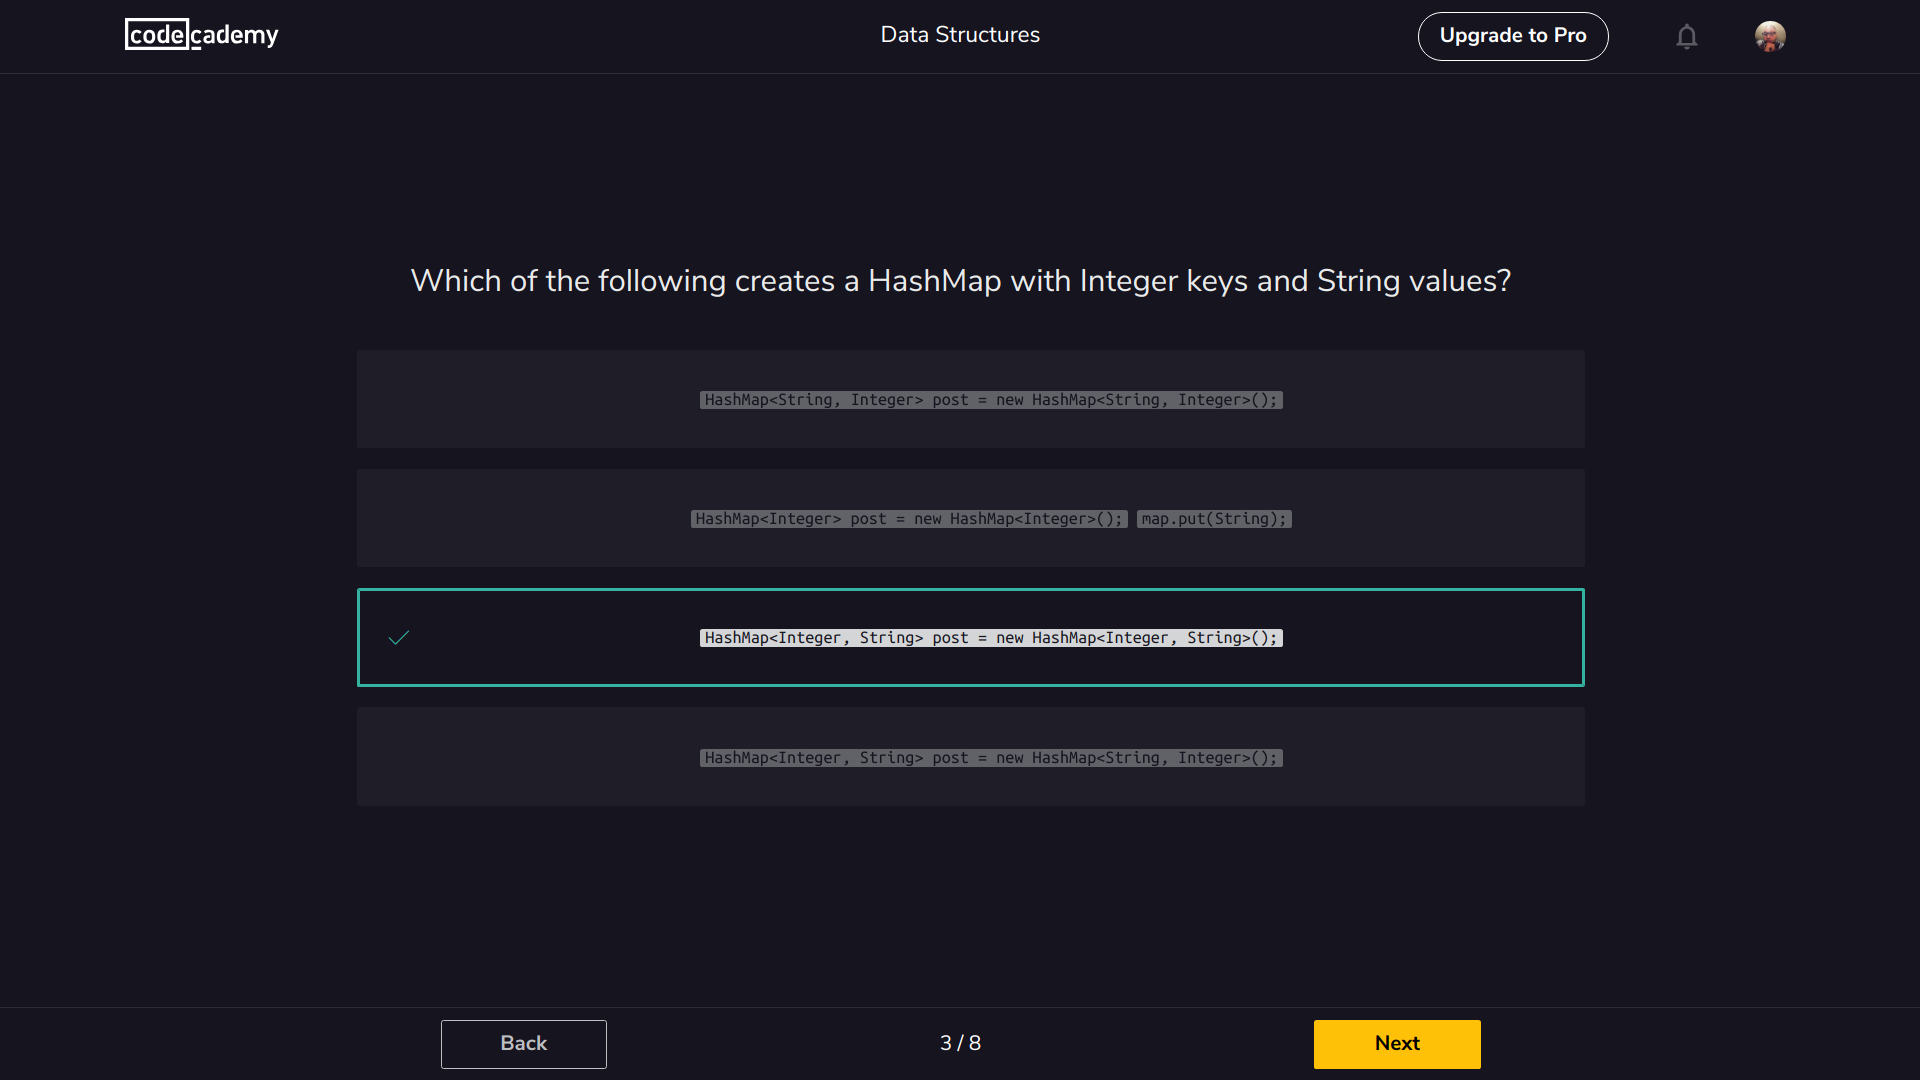 codecademy
Data Structures
Upgrade to Pro
Which of the following creates a HashMap with Integer keys and String values?
HashMap<String, Integer> post = new HashMap<String, Integer>();
HashMap<Integer> post = new HashMap<Integer>(); map.put(String);
HashMap<Integer, String> post = new HashMap<Integer, String>();
HashMap<Integer, String> post = new HashMap<String, Integer>();
Back
3 / 8
Next